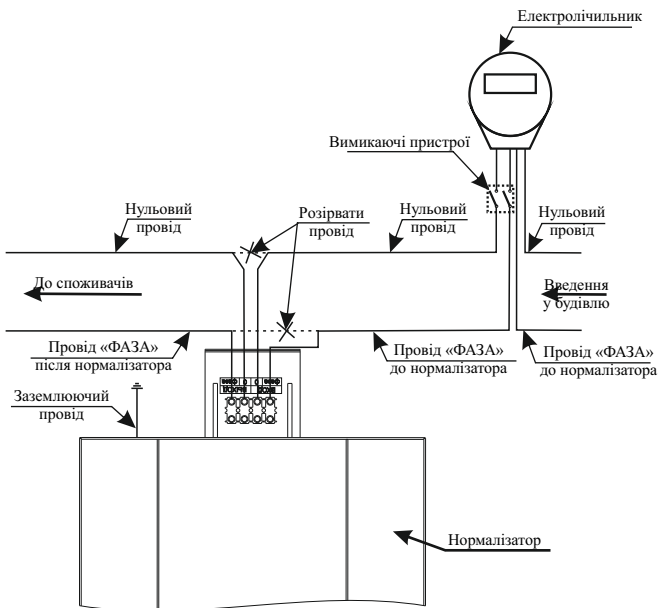 Електролічильник
Вимикаючі пристрої
Нульовий
провід
Розірвати
провід
Нульовий
провід
Нульовий
провід
До споживачів
Введення
у будівлю
Провід «ФАЗА»
після нормалізатора
Провід «ФАЗА»
до нормалізатора
Провід «ФАЗА»
до нормалізатора
Заземлюючий
провід
Нормалізатор